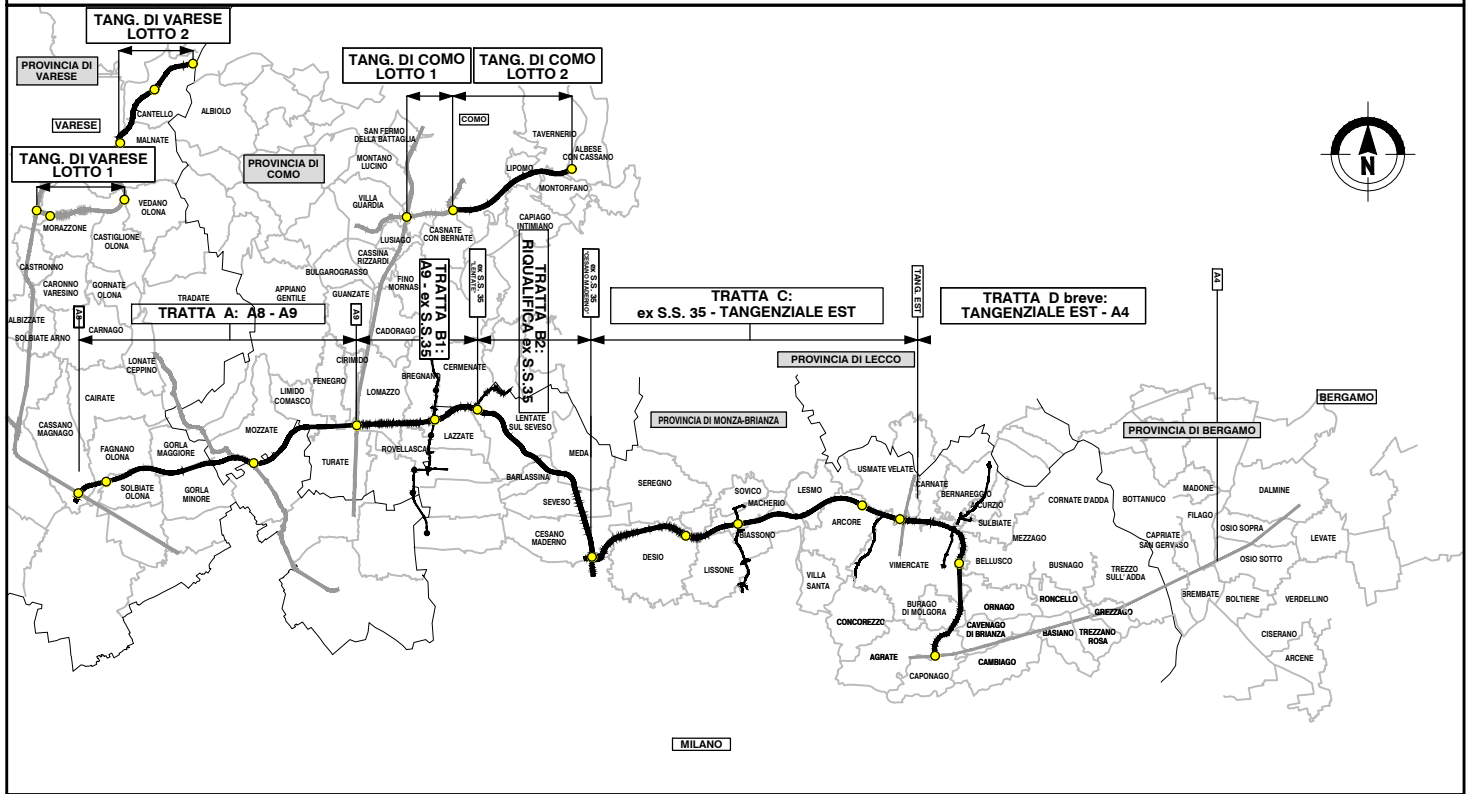 TANG. DI VARESE
LOTTO 2
PROVINCIA DI
VARESE
CANTELLO
ALBIOLO
VARESE
MALNATE
TANG. DI VARESE
LOTTO 1
VEDANO
OLONA
MORAZZONE
CASTIGLIONE
OLONA
PROVINCIA DI
COMO
TANG. DI COMO
LOTTO 1
TANG. DI COMO
LOTTO 2
COMO
SAN FERMO
DELLA BATTAGLIA
MONTANO
LUCINO
TAVERNERIO
ALBESE
CON CASSANO
LIPOMO
MONTORFANO
VILLA
GUARDIA
LUSIAGO
CASNATE
CON BERNATE
CAPIAGO
INTIMIANO
CASSINA
RIZZARDI
BULGAROGRASSO
FINO
MORNAS
GUANZATE
APPIANO
GENTILE
CADORAGO
CASTRONNO
CARONNO
VARESINO
GORNATE
OLONA
TRADATE
ALBIZZATE
SOLBIATE ARNO
CARNAGO
A8
TRATTA A: A8 - A9
A9
TRATTA B1:
A9 - ex S.S.35
ex S.S. 35
"LENTATE"
TRATTA B2:
RIQUALIFICA ex S.S.35
ex S.S. 35
"CESANO MADERNO"
TRATTA C:
ex S.S. 35 - TANGENZIALE EST
TANG. EST
TRATTA D breve:
TANGENZIALE EST - A4
A4
N
PROVINCIA DI LECCO
PROVINCIA DI MONZA-BRIANZA
PROVINCIA DI BERGAMO
BERGAMO
LONATE
CEPPINO
CIRIMIDO
FENEGRO
LIMIDO
COMASCO
LOMAZZO
BREGNANO
CERMENATE
CAIRATE
CASSANO
MAGNAGO
FAGNANO
OLONA
GORLA
MAGGIORE
MOZZATE
SOLBIATE
OLONA
GORLA
MINORE
TURATE
ROVELLASCA
LAZZATE
LENTATE
SUL SEVESO
MEDA
BARLASSINA
SEVESO
CESANO
MADERNO
SEREGNO
DESIO
SOVICO
MACHERIO
BIASSONO
LISSONE
LESMO
ARCORE
VILLA
SANTA
USMATE VELATE
CARNATE
BERNAREGGIO
CURZIO
SULBIATE
MEZZAGO
CORNATE D'ADDA
BOTTANUCO
MADONE
FILAGO
DALMINE
OSIO SOPRA
CAPRIATE
SAN GERVASO
LEVATE
OSIO SOTTO
VIMERCATE
BELLUSCO
BUSNAGO
TREZZO
SULL' ADDA
BURAGO
DI MOLGORA
ORNAGO
RONCELLO
GREZZAGO
BREMBATE
BOLTIERE
VERDELLINO
CONCOREZZO
CAVENAGO
DI BRIANZA
BASIANO
TREZZANO
ROSA
CISERANO
ARCENE
AGRATE
CAMBIAGO
CAPONAGO
MILANO